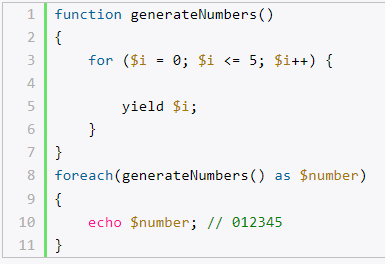 1 function generateNumbers()
2 {
3     for ($i = 0; $i <= 5; $i++) {
4
5         yield $i;
6     }
7 }
8 foreach(generateNumbers() as $number)
9 {
10     echo $number; // 012345
11 }